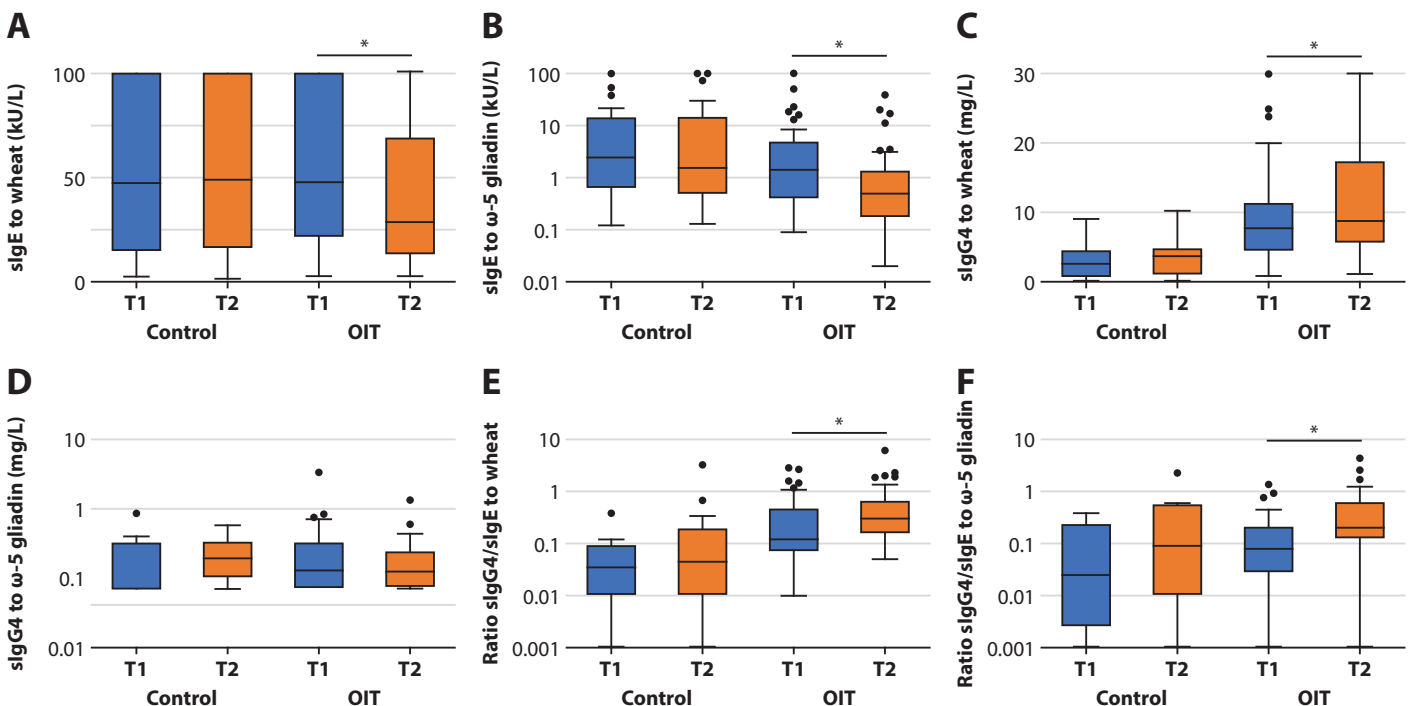 A
sIgE to wheat (kU/L)
100
50
0
*
T1 T2 T1 T2
Control OIT
B
sIgE to ω-5 gliadin (kU/L)
100
10
1
0.1
0.01
*
T1 T2 T1 T2
Control OIT
C
sIgG4 to wheat (mg/L)
30
20
10
0
*
T1 T2 T1 T2
Control OIT
D
sIgG4 to ω-5 gliadin (mg/L)
10
1
0.1
0.01
T1 T2 T1 T2
Control OIT
E
Ratio sIgG4/sIgE to wheat
10
1
0.1
0.01
0.001
*
T1 T2 T1 T2
Control OIT
F
Ratio sIgG4/sIgE to ω-5 gliadin
10
1
0.1
0.01
0.001
*
T1 T2 T1 T2
Control OIT